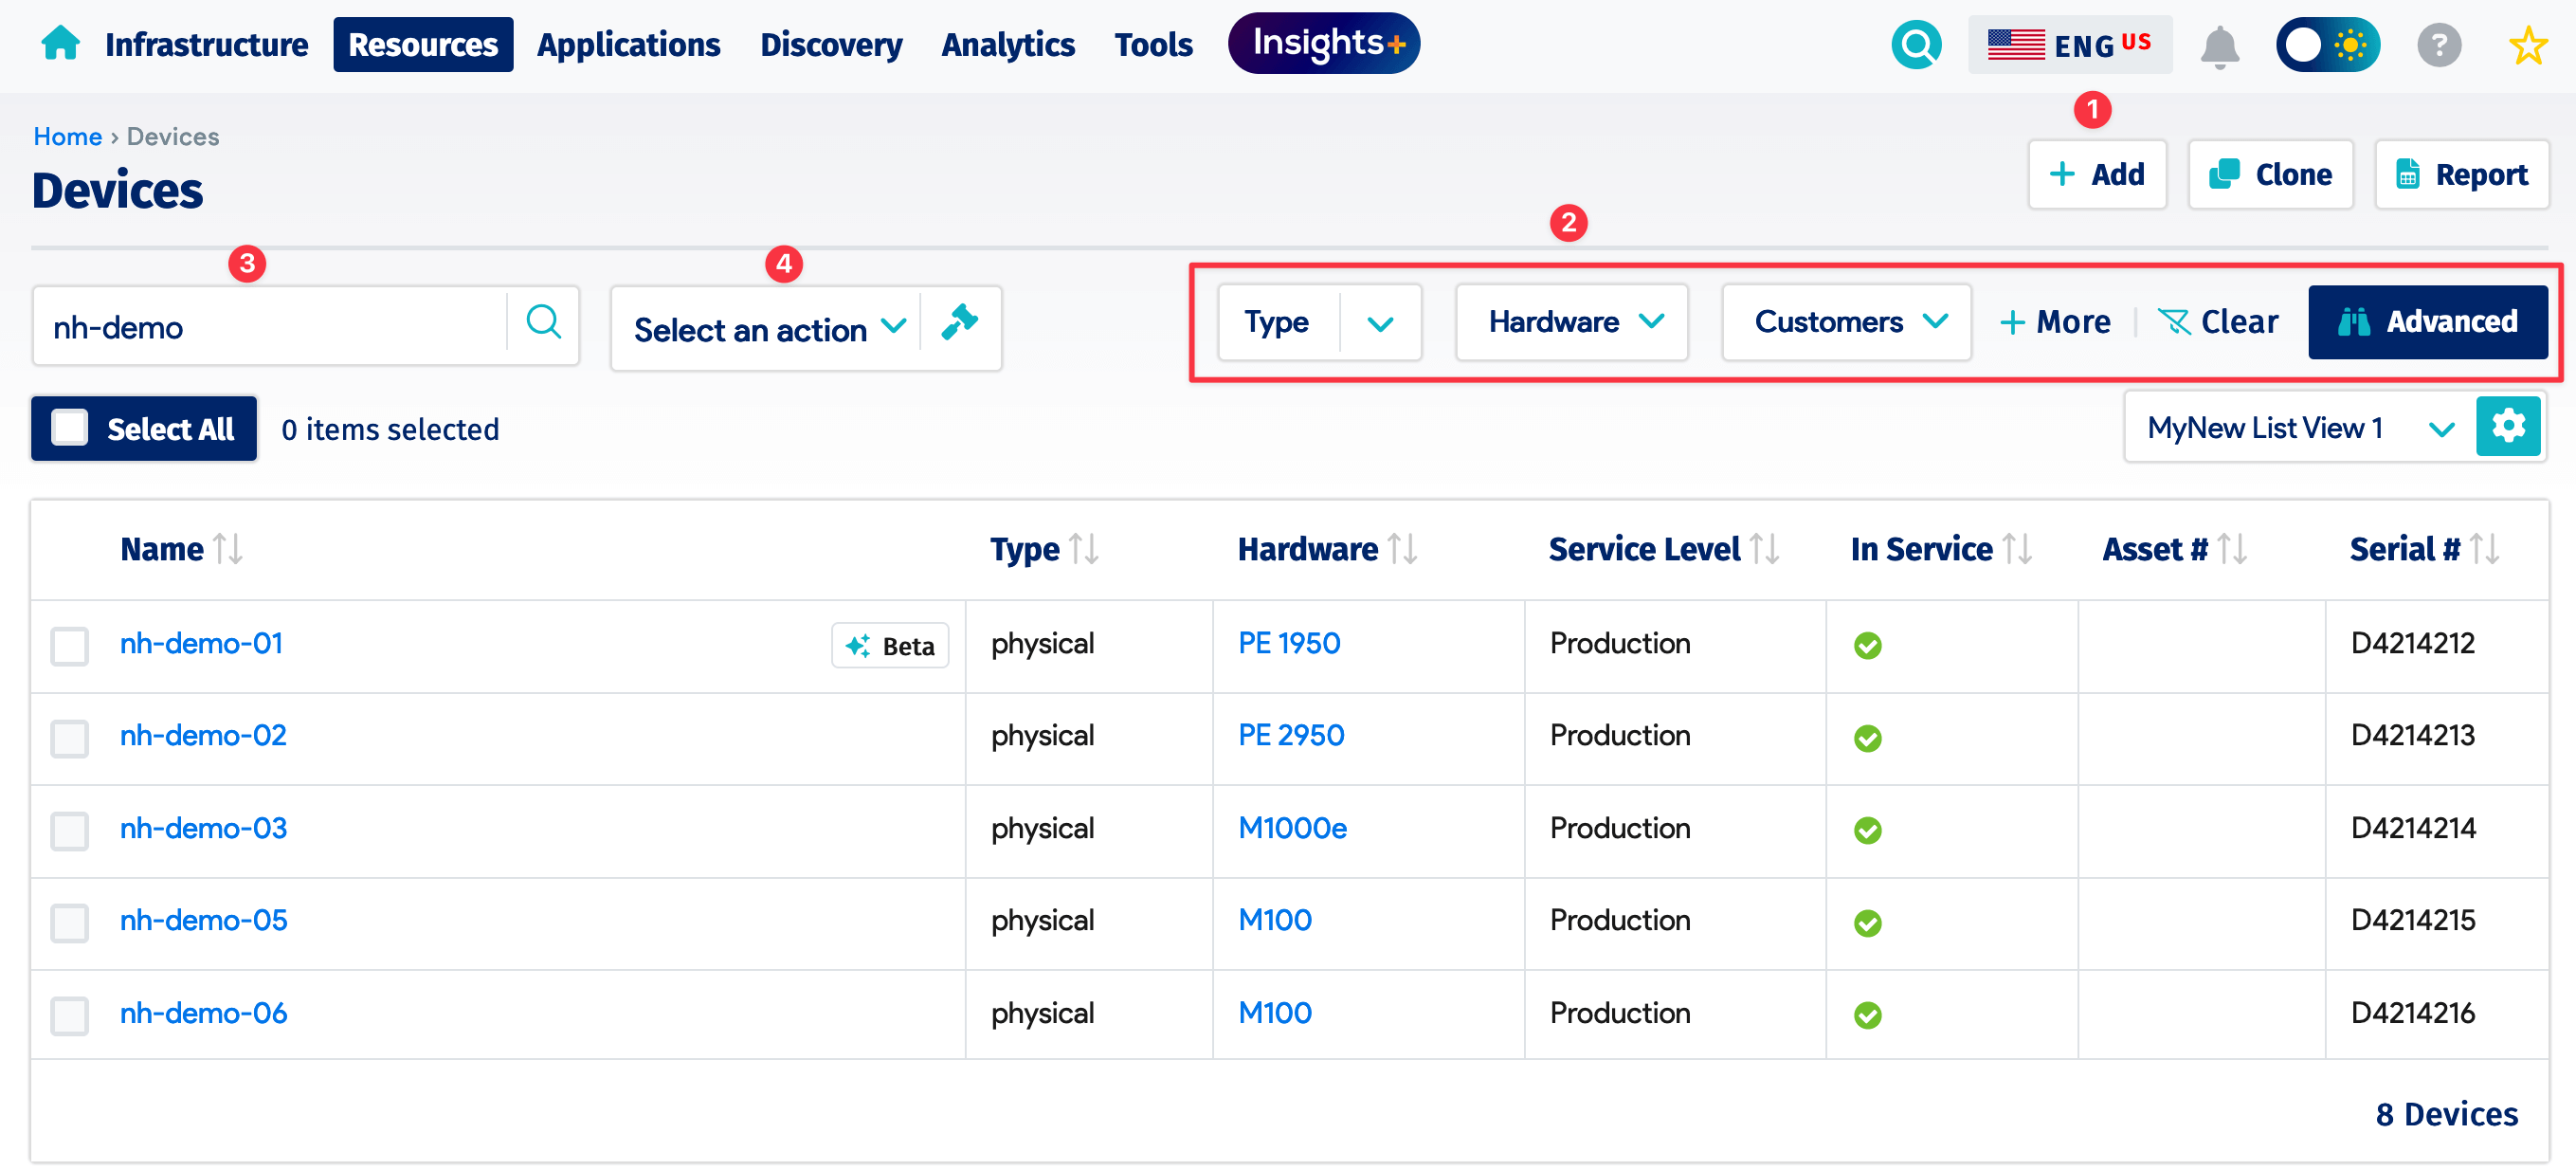 Infrastructure Resources Applications Discovery Analytics Tools Insights+ ENG US ?
1
Home › Devices
Devices
+ Add Clone Report
2
3 4
nh-demo Select an action Type Hardware Customers + More Clear Advanced
Select All 0 items selected MyNew List View 1
Name Type Hardware Service Level In Service Asset # Serial #
nh-demo-01 Beta physical PE 1950 Production D4214212
nh-demo-02 physical PE 2950 Production D4214213
nh-demo-03 physical M1000e Production D4214214
nh-demo-05 physical M100 Production D4214215
nh-demo-06 physical M100 Production D4214216
8 Devices